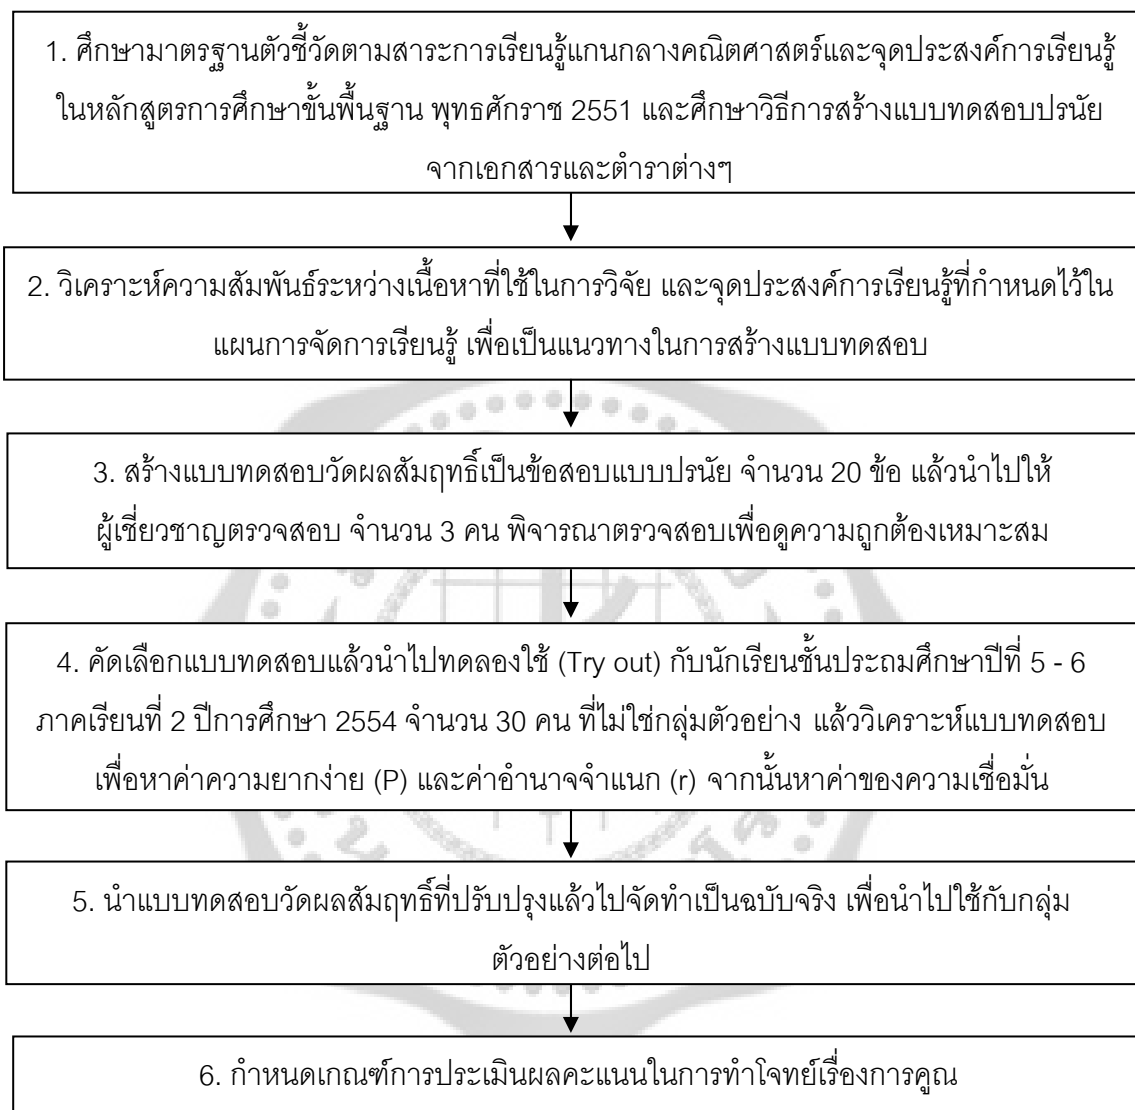 1. ศึกษามาตรฐานตัวชี้วัดตามสาระการเรียนรู้แกนกลางคณิตศาสตร์และจุดประสงค์การเรียนรู้
ในหลักสูตรการศึกษาขั้นพื้นฐาน พุทธศักราช 2551 และศึกษาวิธีการสร้างแบบทดสอบปรนัย
จากเอกสารและตำราต่างๆ
2. วิเคราะห์ความสัมพันธ์ระหว่างเนื้อหาที่ใช้ในการวิจัย และจุดประสงค์การเรียนรู้ที่กำหนดไว้ใน
แผนการจัดการเรียนรู้ เพื่อเป็นแนวทางในการสร้างแบบทดสอบ
3. สร้างแบบทดสอบวัดผลสัมฤทธิ์เป็นข้อสอบแบบปรนัย จำนวน 20 ข้อ แล้วนำไปให้
ผู้เชี่ยวชาญตรวจสอบ จำนวน 3 คน พิจารณาตรวจสอบเพื่อดูความถูกต้องเหมาะสม
4. คัดเลือกแบบทดสอบแล้วนำไปทดลองใช้ (Try out) กับนักเรียนชั้นประถมศึกษาปีที่ 5 - 6
ภาคเรียนที่ 2 ปีการศึกษา 2554 จำนวน 30 คน ที่ไม่ใช่กลุ่มตัวอย่าง แล้ววิเคราะห์แบบทดสอบ
เพื่อหาค่าความยากง่าย (P) และค่าอำนาจจำแนก (r) จากนั้นหาค่าของความเชื่อมั่น
5. นำแบบทดสอบวัดผลสัมฤทธิ์ที่ปรับปรุงแล้วไปจัดทำเป็นฉบับจริง เพื่อนำไปใช้กับกลุ่ม
ตัวอย่างต่อไป
6. กำหนดเกณฑ์การประเมินผลคะแนนในการทำโจทย์เรื่องการคูณ